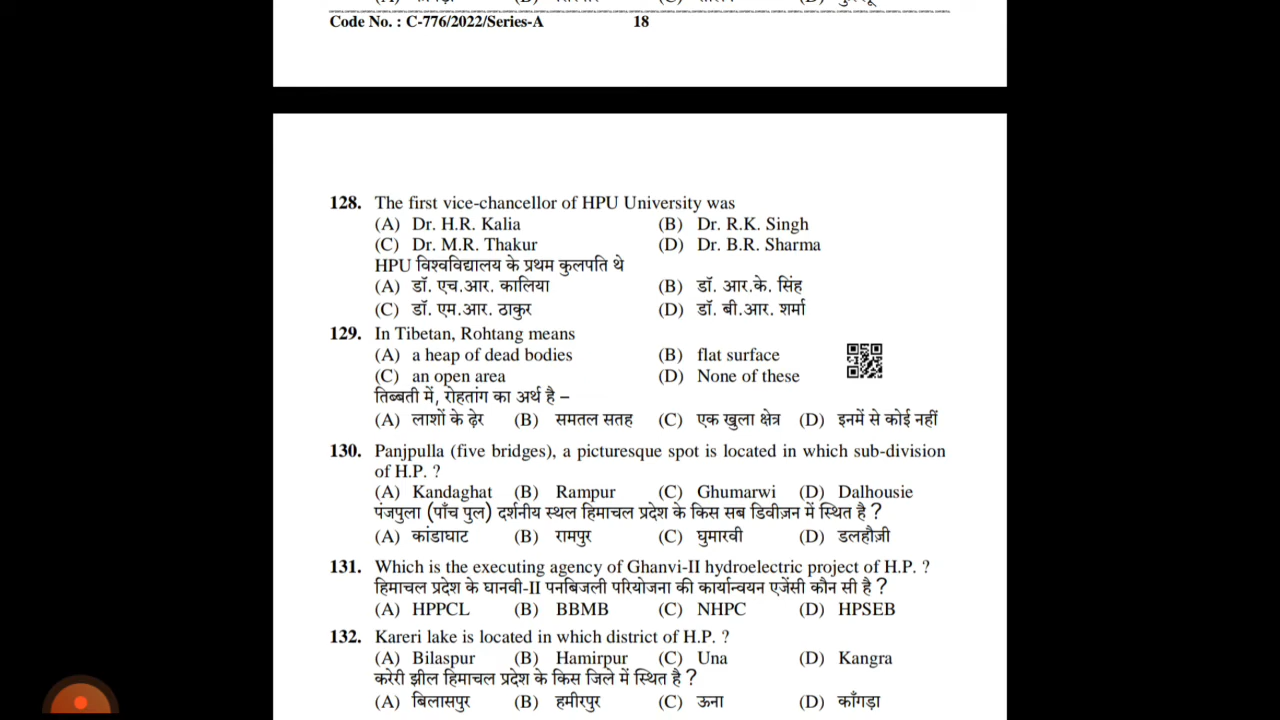 Code No. : C-776/2022/Series-A 18
128. The first vice-chancellor of HPU University was
(A) Dr. H.R. Kalia (B) Dr. R.K. Singh
(C) Dr. M.R. Thakur (D) Dr. B.R. Sharma
HPU विश्वविद्यालय के प्रथम कुलपति थे
(A) डॉ. एच.आर. कालिया (B) डॉ. आर.के. सिंह
(C) डॉ. एम.आर. ठाकुर (D) डॉ. बी.आर. शर्मा
129. In Tibetan, Rohtang means
(A) a heap of dead bodies (B) flat surface
(C) an open area (D) None of these
तिब्बती में, रोहतांग का अर्थ है –
(A) लाशों के ढ़ेर (B) समतल सतह (C) एक खुला क्षेत्र (D) इनमें से कोई नहीं
130. Panjpulla (five bridges), a picturesque spot is located in which sub-division
of H.P. ?
(A) Kandaghat (B) Rampur (C) Ghumarwi (D) Dalhousie
पंजपुला (पाँच पुल) दर्शनीय स्थल हिमाचल प्रदेश के किस सब डिवीज़न में स्थित है ?
(A) कांडाघाट (B) रामपुर (C) घुमारवी (D) डलहौज़ी
131. Which is the executing agency of Ghanvi-II hydroelectric project of H.P. ?
हिमाचल प्रदेश के घानवी-II पनबिजली परियोजना की कार्यान्वयन एजेंसी कौन सी है ?
(A) HPPCL (B) BBMB (C) NHPC (D) HPSEB
132. Kareri lake is located in which district of H.P. ?
(A) Bilaspur (B) Hamirpur (C) Una (D) Kangra
करेरी झील हिमाचल प्रदेश के किस जिले में स्थित है ?
(A) बिलासपुर (B) हमीरपुर (C) ऊना (D) काँगड़ा